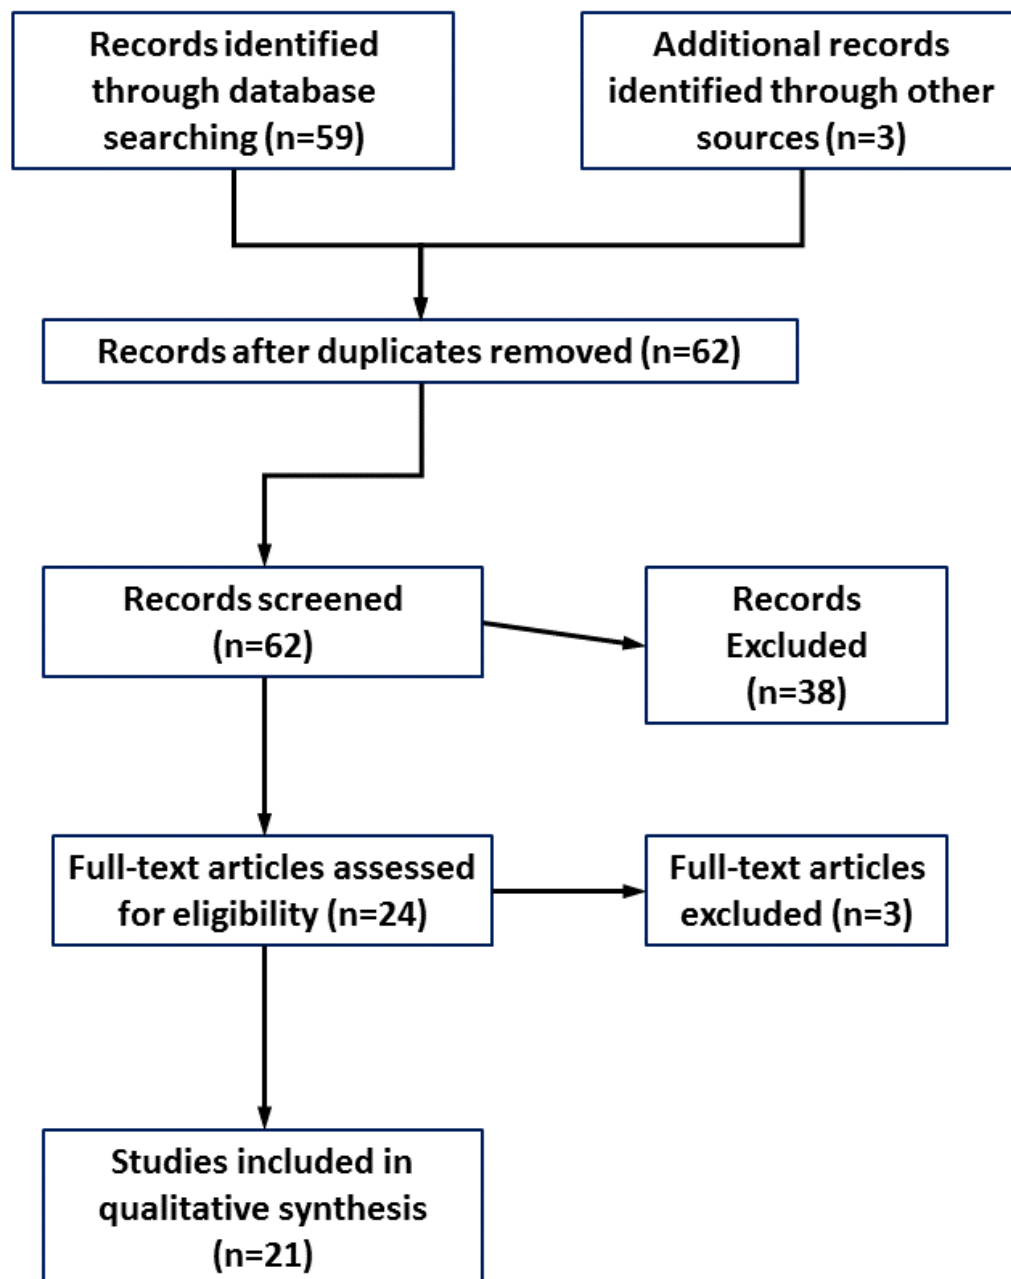 Records identified
through database
searching (n=59)
Additional records
identified through other
sources (n=3)
Records after duplicates removed (n=62)
Records screened
(n=62)
Records
Excluded
(n=38)
Full-text articles assessed
for eligibility (n=24)
Full-text articles
excluded (n=3)
Studies included in
qualitative synthesis
(n=21)